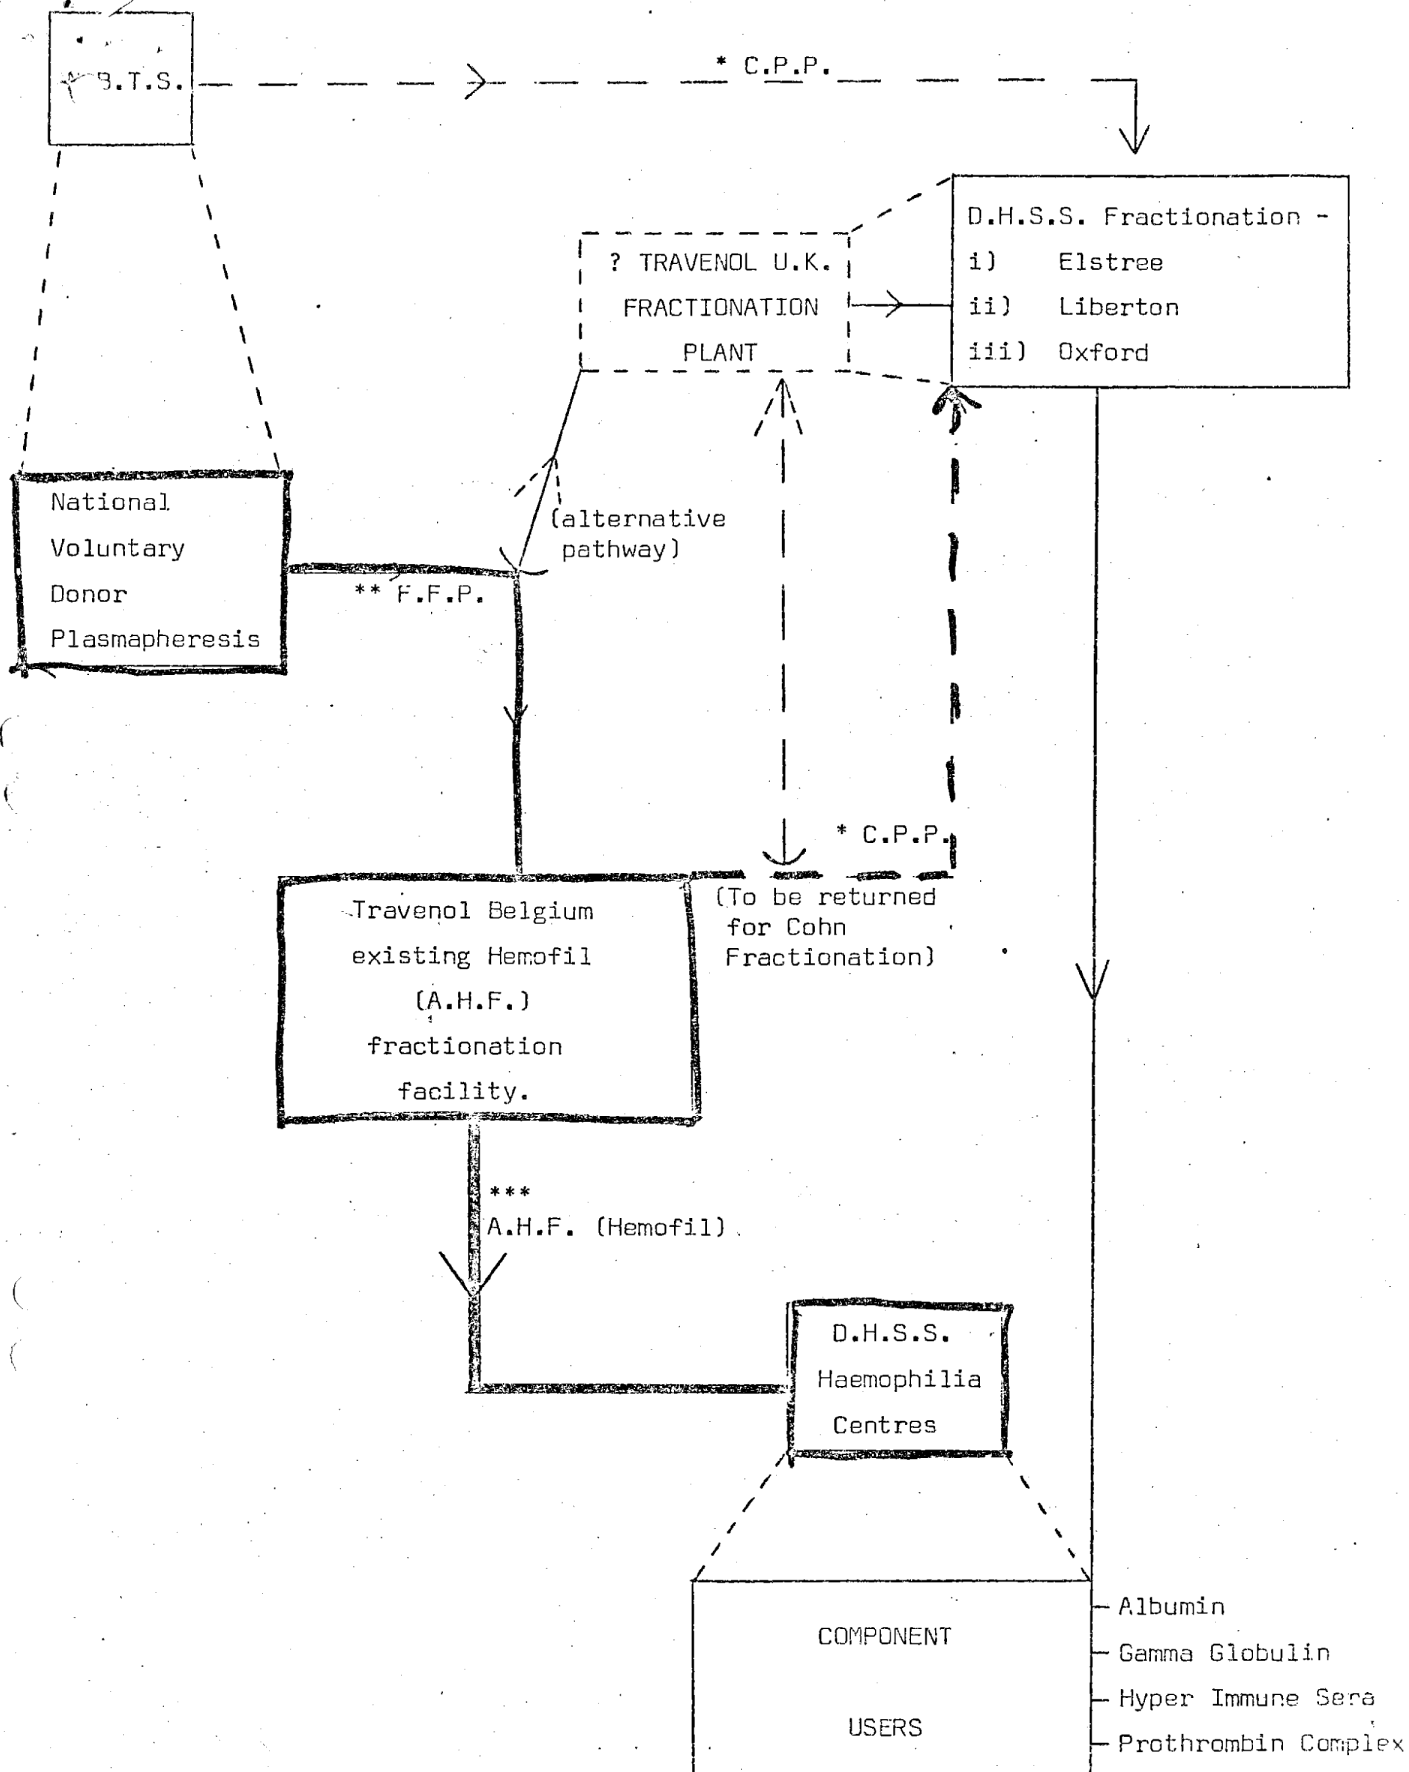 B.T.S.
* C.P.P.
D.H.S.S. Fractionation -
i) Elstree
ii) Liberton
iii) Oxford
? TRAVENOL U.K.
FRACTIONATION
PLANT
(alternative
pathway)
National
Voluntary
Donor
Plasmapheresis
** F.F.P.
* C.P.P.
(To be returned
for Cohn
Fractionation)
Travenol Belgium
existing Hemofil
(A.H.F.)
fractionation
facility.
***
A.H.F. (Hemofil)
D.H.S.S.
Haemophilia
Centres
COMPONENT
USERS
Albumin
Gamma Globulin
Hyper Immune Sera
Prothrombin Complex